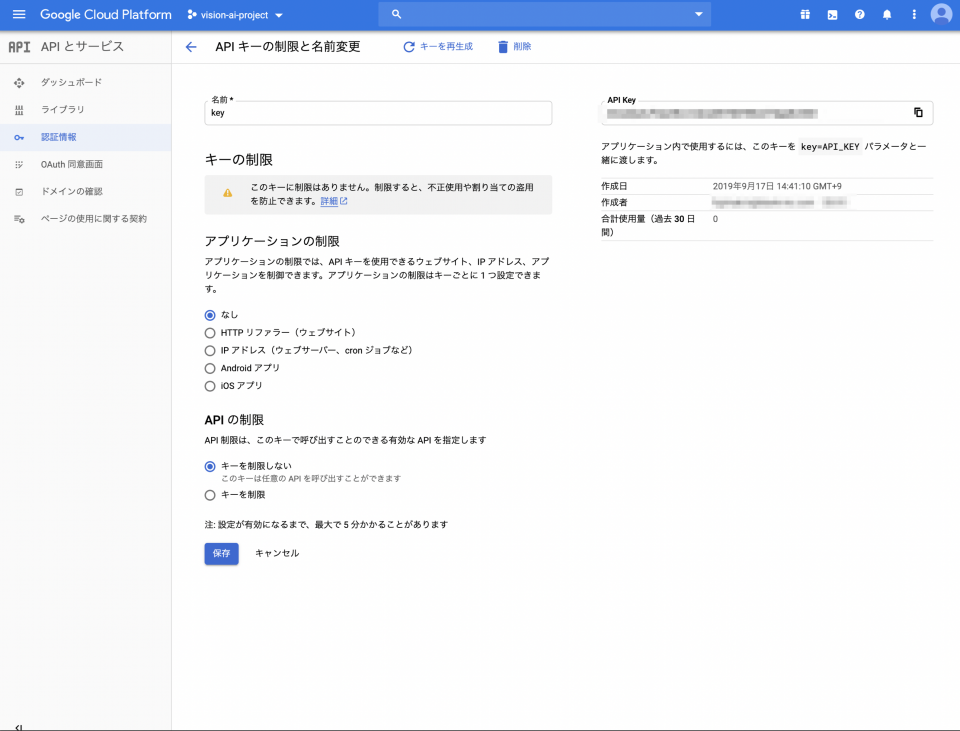 Google Cloud Platform
vision-ai-project
API API とサービス
API キーの制限と名前変更
キーを再生成
削除
ダッシュボード
ライブラリ
認証情報
OAuth 同意画面
ドメインの確認
ページの使用に関する契約
名前 *
key
キーの制限
このキーに制限はありません。制限すると、不正使用や割り当ての盗用
を防止できます。詳細
アプリケーションの制限
アプリケーションの制限では、API キーを使用できるウェブサイト、IP アドレス、アプ
リケーションを制御できます。アプリケーションの制限はキーごとに 1 つ設定できま
す。
なし
HTTP リファラー（ウェブサイト）
IP アドレス（ウェブサーバー、cron ジョブなど）
Android アプリ
iOS アプリ
API の制限
API 制限は、このキーで呼び出すことのできる有効な API を指定します
キーを制限しない
このキーは任意の API を呼び出すことができます
キーを制限
注: 設定が有効になるまで、最大で 5 分かかることがあります
保存
キャンセル
API Key
アプリケーション内で使用するには、このキーを key=API_KEY パラメータと一
緒に渡します。
作成日 2019年9月17日 14:41:10 GMT+9
作成者
合計使用量（過去 30 日 0
間）